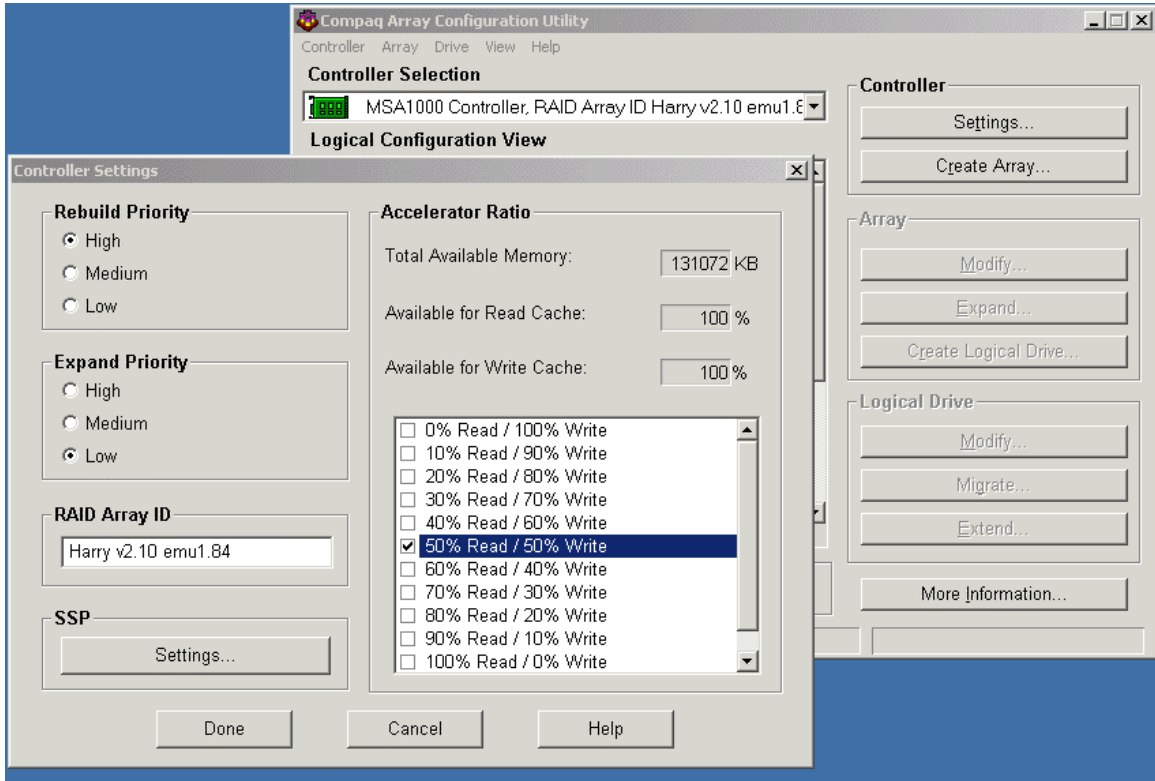 Compaq Array Configuration Utility
Controller Array Drive View Help
Controller Selection
MSA1000 Controller, RAID Array ID Harry v2.10 emu1.8
Logical Configuration View
Controller
Settings...
Create Array...
Array
Modify...
Expand...
Create Logical Drive...
Logical Drive
Modify...
Migrate...
Extend...
More Information...
Controller Settings
Rebuild Priority
High
Medium
Low
Expand Priority
High
Medium
Low
RAID Array ID
Harry v2.10 emu1.84
SSP
Settings...
Accelerator Ratio
Total Available Memory: 131072 KB
Available for Read Cache: 100 %
Available for Write Cache: 100 %
0% Read / 100% Write
10% Read / 90% Write
20% Read / 80% Write
30% Read / 70% Write
40% Read / 60% Write
50% Read / 50% Write
60% Read / 40% Write
70% Read / 30% Write
80% Read / 20% Write
90% Read / 10% Write
100% Read / 0% Write
Done Cancel Help